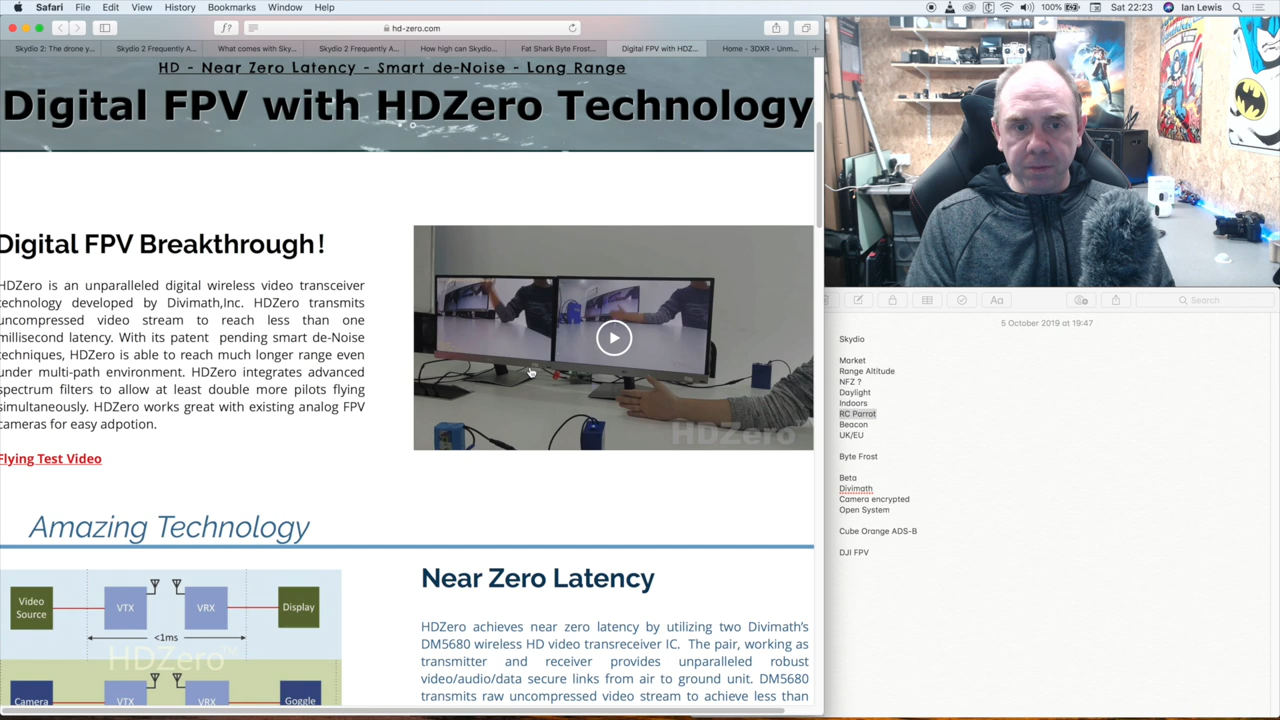 Safari File Edit View History Bookmarks Window Help
100% Sat 22:23 Ian Lewis
f?
hd-zero.com
Skydio 2: The drone y... Skydio 2 Frequently A... What comes with Sky... Skydio 2 Frequently A... How high can Skydio... Fat Shark Byte Frost... Digital FPV with HDZ... Home - 3DXR - Unm...
HD - Near Zero Latency - Smart de-Noise - Long Range
Digital FPV with HDZero Technology
Digital FPV Breakthrough!
HDZero is an unparalleled digital wireless video transceiver
technology developed by Divimath,Inc. HDZero transmits
uncompressed video stream to reach less than one
millisecond latency. With its patent pending smart de-Noise
techniques, HDZero is able to reach much longer range even
under multi-path environment. HDZero integrates advanced
spectrum filters to allow at least double more pilots flying
simultaneously. HDZero works great with existing analog FPV
cameras for easy adpotion.
Flying Test Video
HDZero
Amazing Technology
Video
Source
VTX
VRX
Display
<1ms
HDZero™
Camera
VTX
VRX
Goggle
Near Zero Latency
HDZero achieves near zero latency by utilizing two Divimath's
DM5680 wireless HD video transreceiver IC. The pair, working as
transmitter and receiver provides unparalleled robust
video/audio/data secure links from air to ground unit. DM5680
transmits raw uncompressed video stream to achieve less than
Aa
Search
5 October 2019 at 19:47
Skydio
Market
Range Altitude
NFZ ?
Daylight
Indoors
RC Parrot
Beacon
UK/EU
Byte Frost
Beta
Divimath
Camera encrypted
Open System
Cube Orange ADS-B
DJI FPV